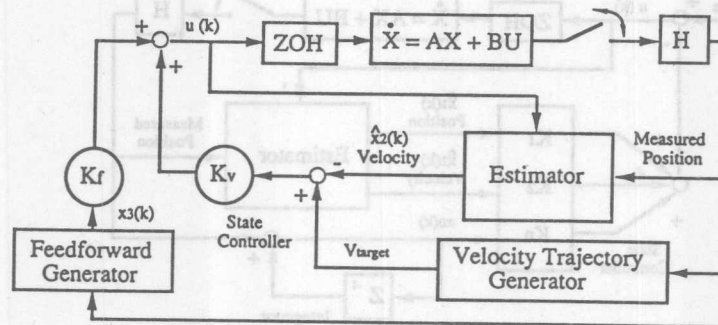 +
u (k)
+
ZOH
Ẋ = AX + BU
H
x̂2(k)
Velocity
-
Measured
Position
Estimator
Kf
Kv
+
x3(k)
State
Controller
Vtarget
Feedforward
Generator
Velocity Trajectory
Generator